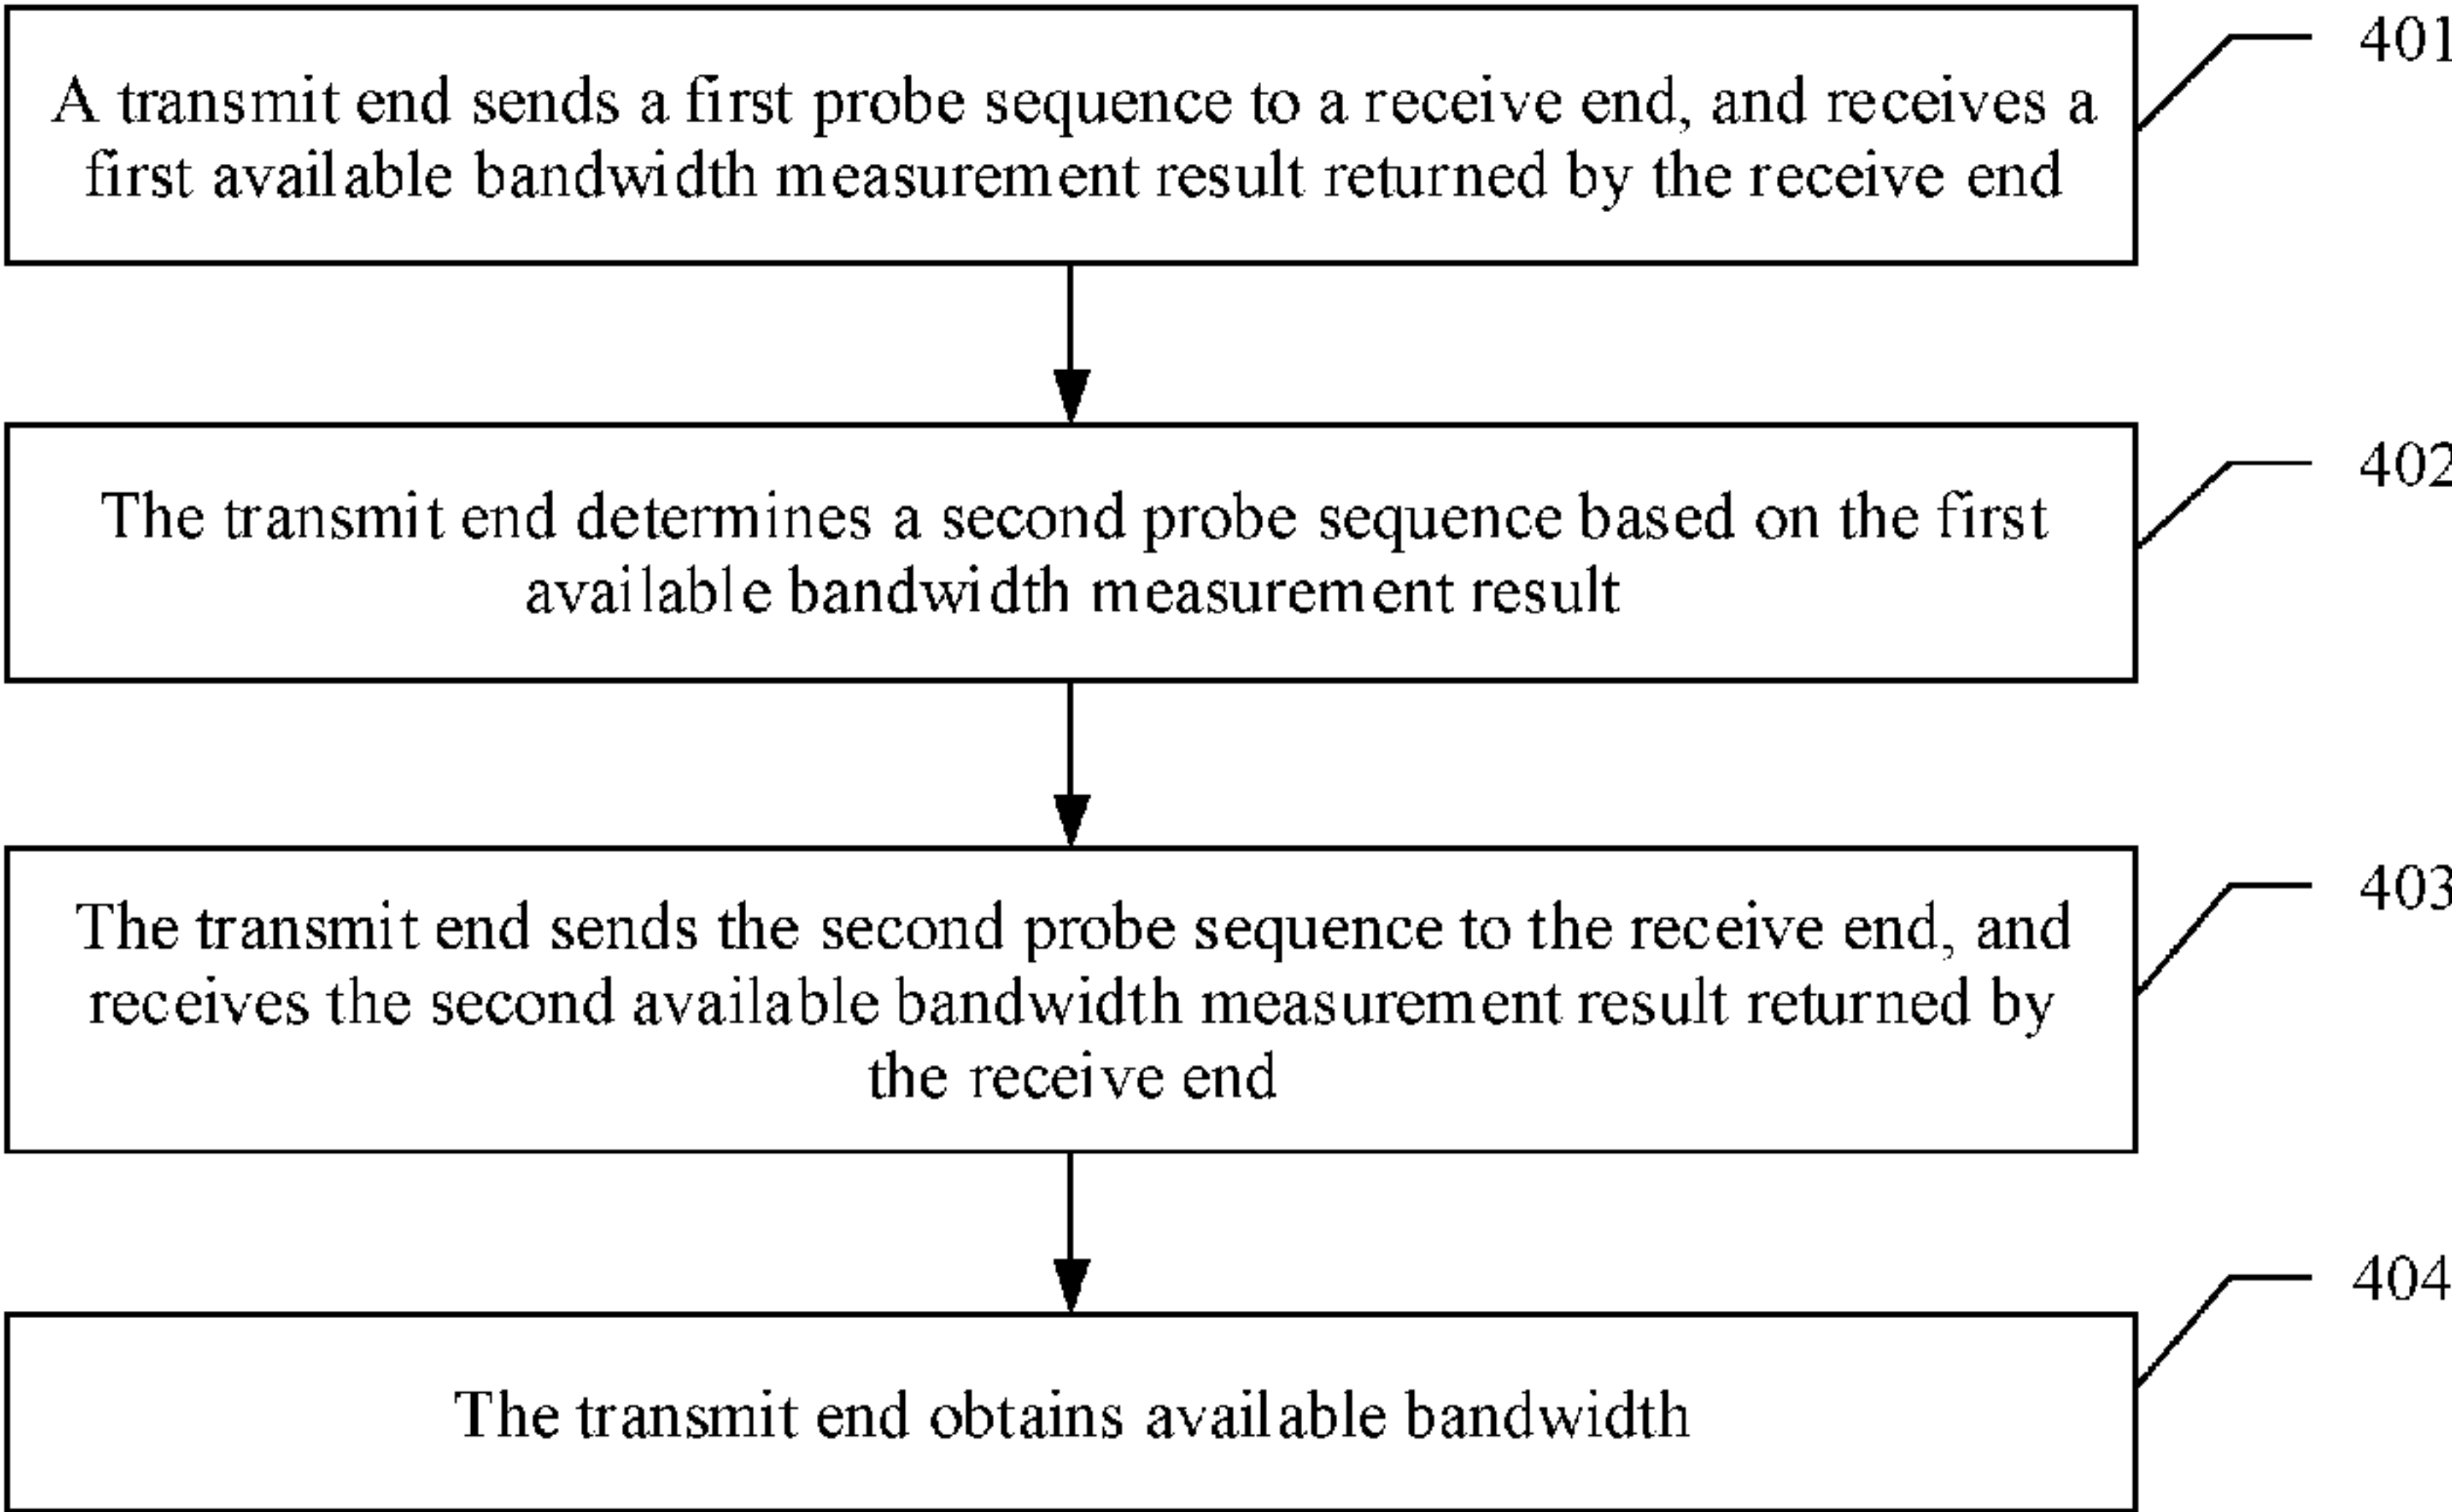 401
A transmit end sends a first probe sequence to a receive end, and receives a
first available bandwidth measurement result returned by the receive end
402
The transmit end determines a second probe sequence based on the first
available bandwidth measurement result
403
The transmit end sends the second probe sequence to the receive end, and
receives the second available bandwidth measurement result returned by
the receive end
404
The transmit end obtains available bandwidth